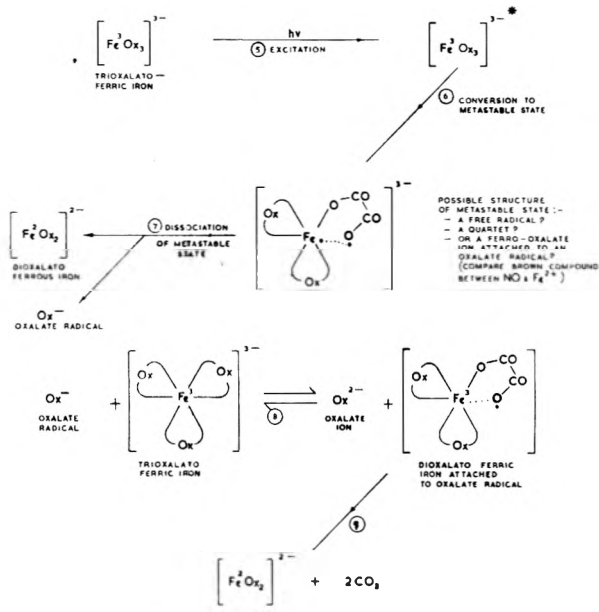 hν
[Fe³Ox₃]³⁻ ⑤ EXCITATION [Fe³Ox₃]³⁻ *
TRIOXALATO
FERRIC IRON
⑥ CONVERSION TO
METASTABLE STATE
3−
CO
O
CO
Ox
O
Fe
Ox
POSSIBLE STRUCTURE
OF METASTABLE STATE:-
− A FREE RADICAL?
− A QUARTET?
− OR A FERRO-OXALATE
ION ATTACHED TO AN
OXALATE RADICAL?
(COMPARE BROWN COMPOUND
BETWEEN NO & Fe²⁺)
⑦ DISSOCIATION
OF METASTABLE
STATE
[Fe²Ox₂]²⁻
DIOXALATO
FERROUS IRON
Ox⁻
OXALATE RADICAL
3−
Ox
Ox
Ox⁻ + Fe³ ⑧ Ox²⁻ +
Ox
OXALATE
RADICAL
TRIOXALATO
FERRIC IRON
OXALATE
ION
CO
O
CO
Ox
O
Fe³
Ox
DIOXALATO FERRIC
IRON ATTACHED
TO OXALATE RADICAL
⑨
[Fe²Ox₂]²⁻ + 2CO₂